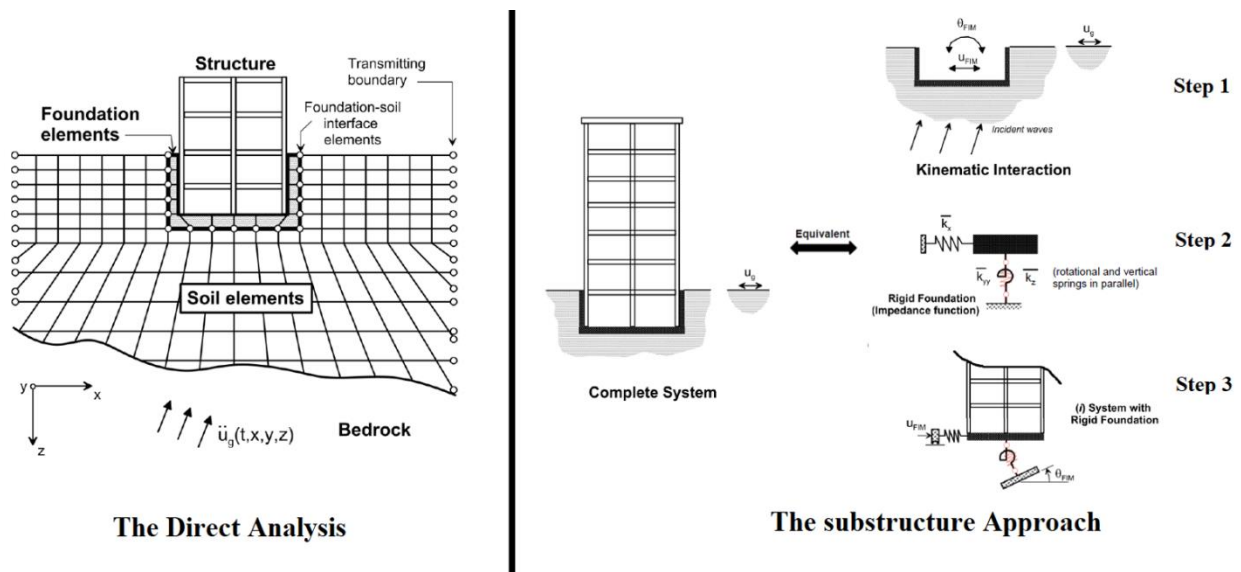 Structure
Transmitting
boundary
Foundation
elements
Foundation-soil
interface
elements
Soil elements
y
x
z
üg(t,x,y,z)
Bedrock
The Direct Analysis
θFIM
ug
uFIM
Step 1
Incident waves
Kinematic Interaction
Equivalent
ug
Complete System
kx
Step 2
kyy
kz
(rotational and vertical
springs in parallel)
Rigid Foundation
(Impedance function)
Step 3
(i) System with
Rigid Foundation
uFIM
θFIM
The substructure Approach